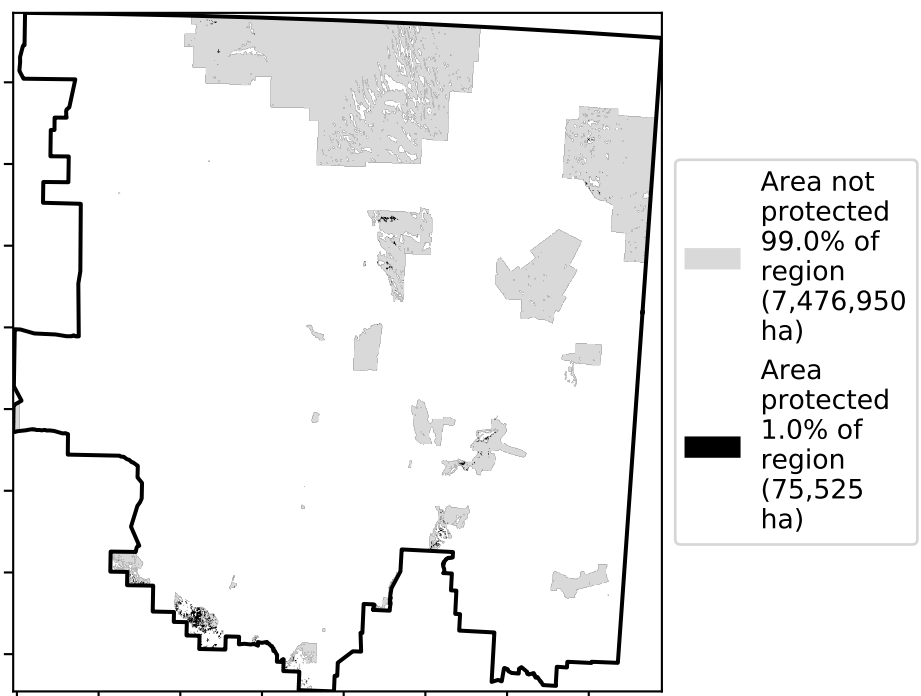 Area not
protected
99.0% of
region
(7,476,950
ha)
Area
protected
1.0% of
region
(75,525
ha)